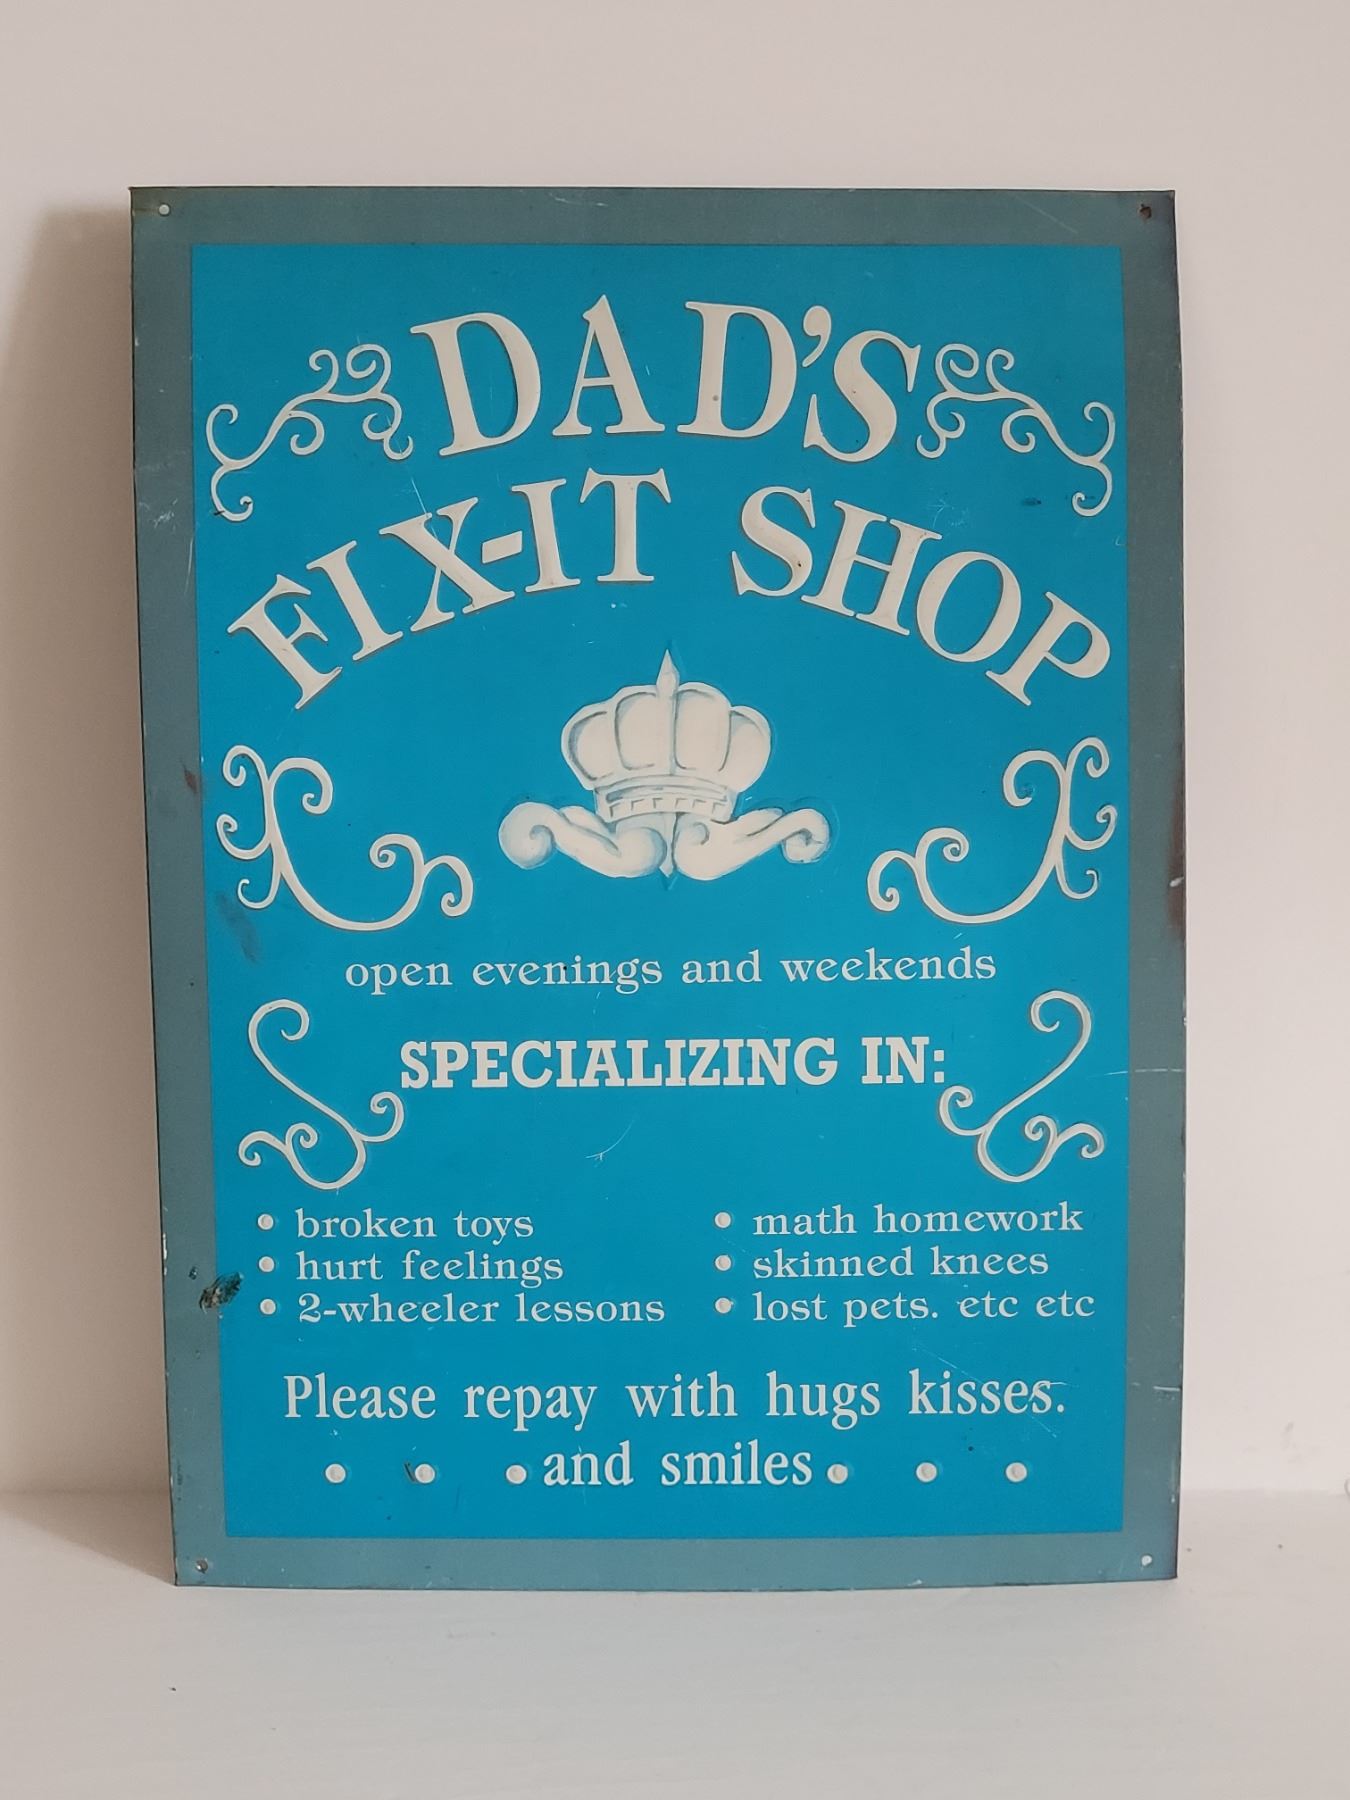 DAD'S
FIX-IT SHOP
open evenings and weekends
SPECIALIZING IN:
• broken toys
• hurt feelings
• 2-wheeler lessons
• math homework
• skinned knees
• lost pets. etc etc
Please repay with hugs kisses.
. . . and smiles . . .